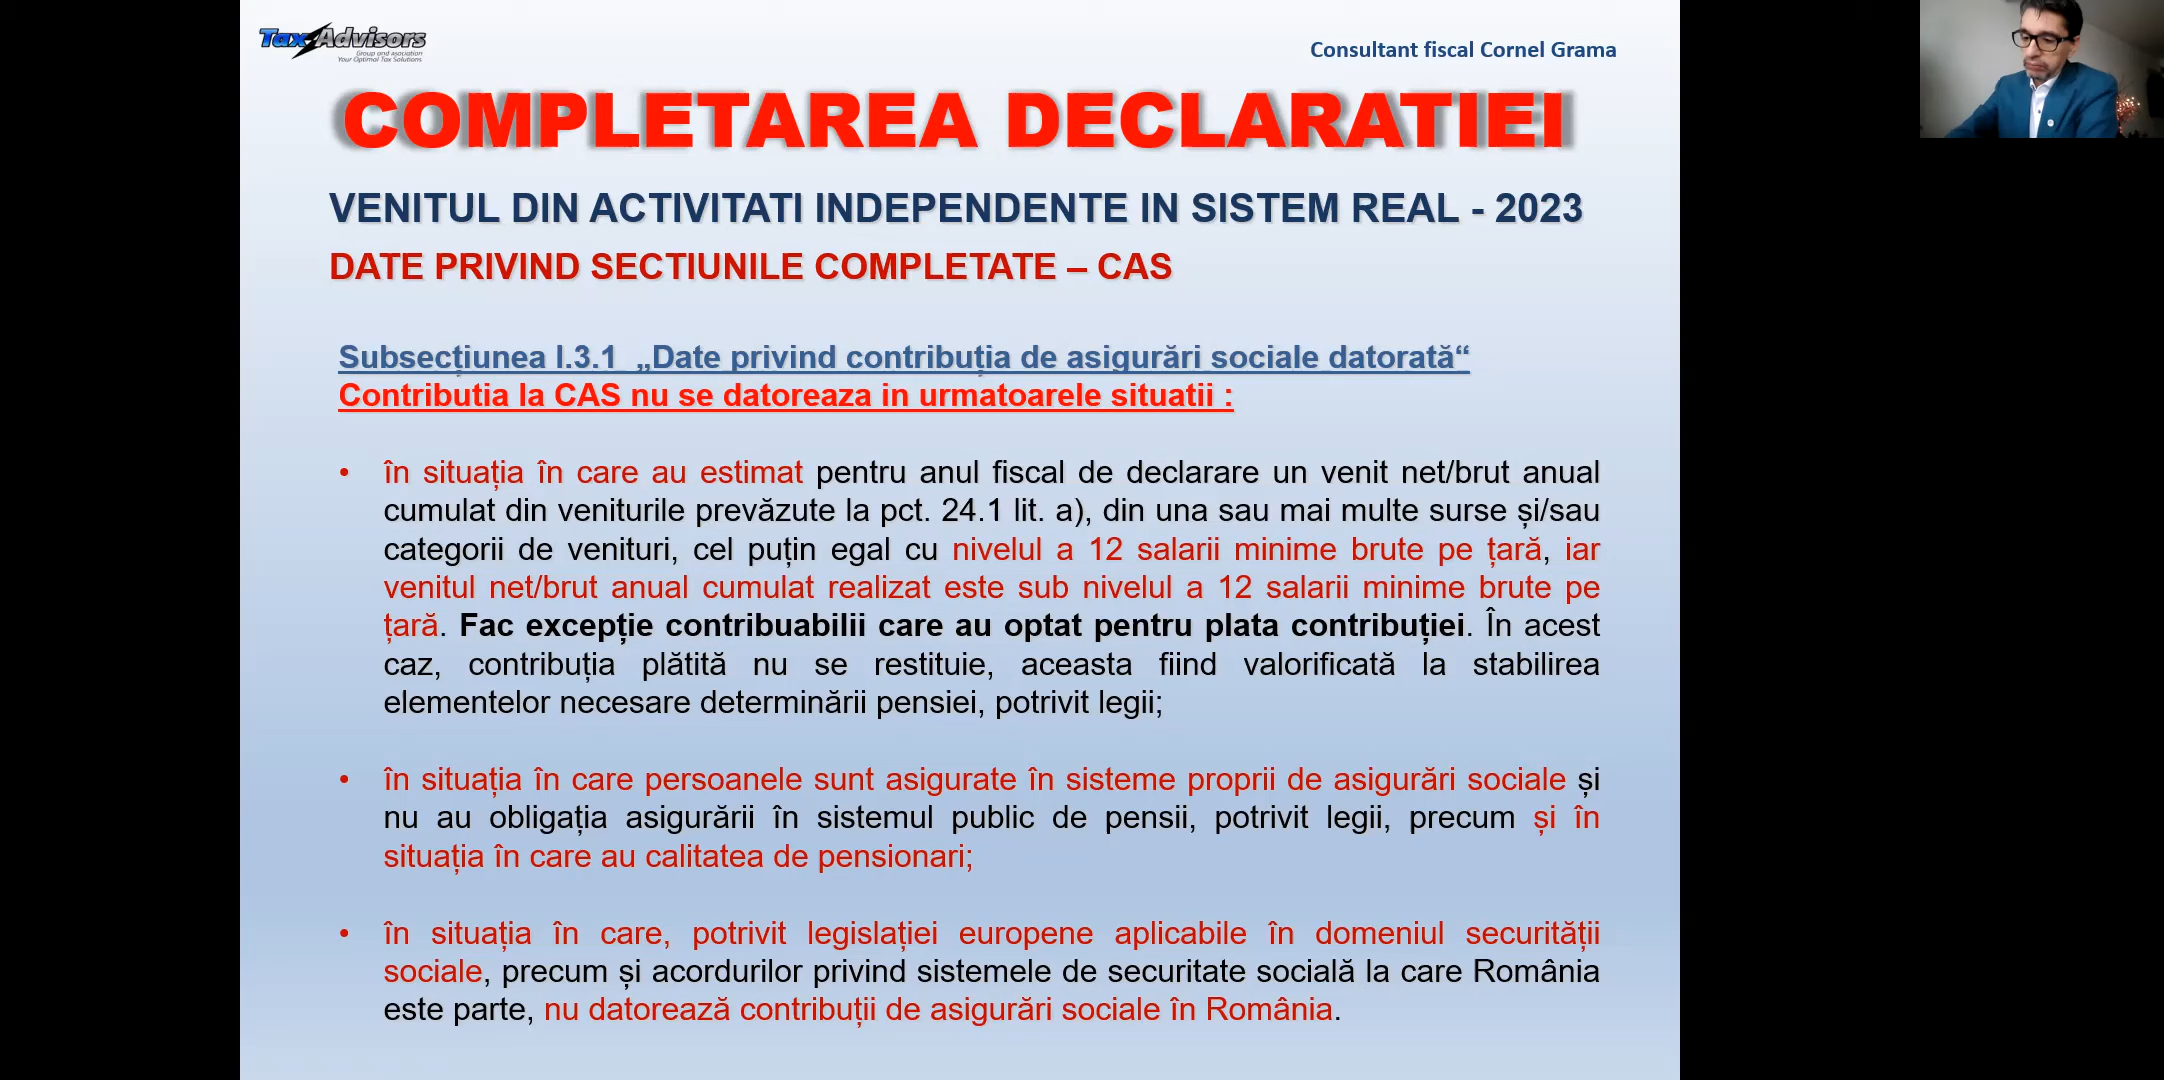 Tax Advisors
Group and asociation
Your Optimal Tax Solutions
Consultant fiscal Cornel Grama
COMPLETAREA DECLARATIEI
VENITUL DIN ACTIVITATI INDEPENDENTE IN SISTEM REAL - 2023
DATE PRIVIND SECTIUNILE COMPLETATE – CAS
Subsecțiunea I.3.1 „Date privind contribuția de asigurări sociale datorată“
Contributia la CAS nu se datoreaza in urmatoarele situatii :
• în situația în care au estimat pentru anul fiscal de declarare un venit net/brut anual
cumulat din veniturile prevăzute la pct. 24.1 lit. a), din una sau mai multe surse și/sau
categorii de venituri, cel puțin egal cu nivelul a 12 salarii minime brute pe țară, iar
venitul net/brut anual cumulat realizat este sub nivelul a 12 salarii minime brute pe
țară. Fac excepție contribuabilii care au optat pentru plata contribuției. În acest
caz, contribuția plătită nu se restituie, aceasta fiind valorificată la stabilirea
elementelor necesare determinării pensiei, potrivit legii;
• în situația în care persoanele sunt asigurate în sisteme proprii de asigurări sociale și
nu au obligația asigurării în sistemul public de pensii, potrivit legii, precum și în
situația în care au calitatea de pensionari;
• în situația în care, potrivit legislației europene aplicabile în domeniul securității
sociale, precum și acordurilor privind sistemele de securitate socială la care România
este parte, nu datorează contribuții de asigurări sociale în România.